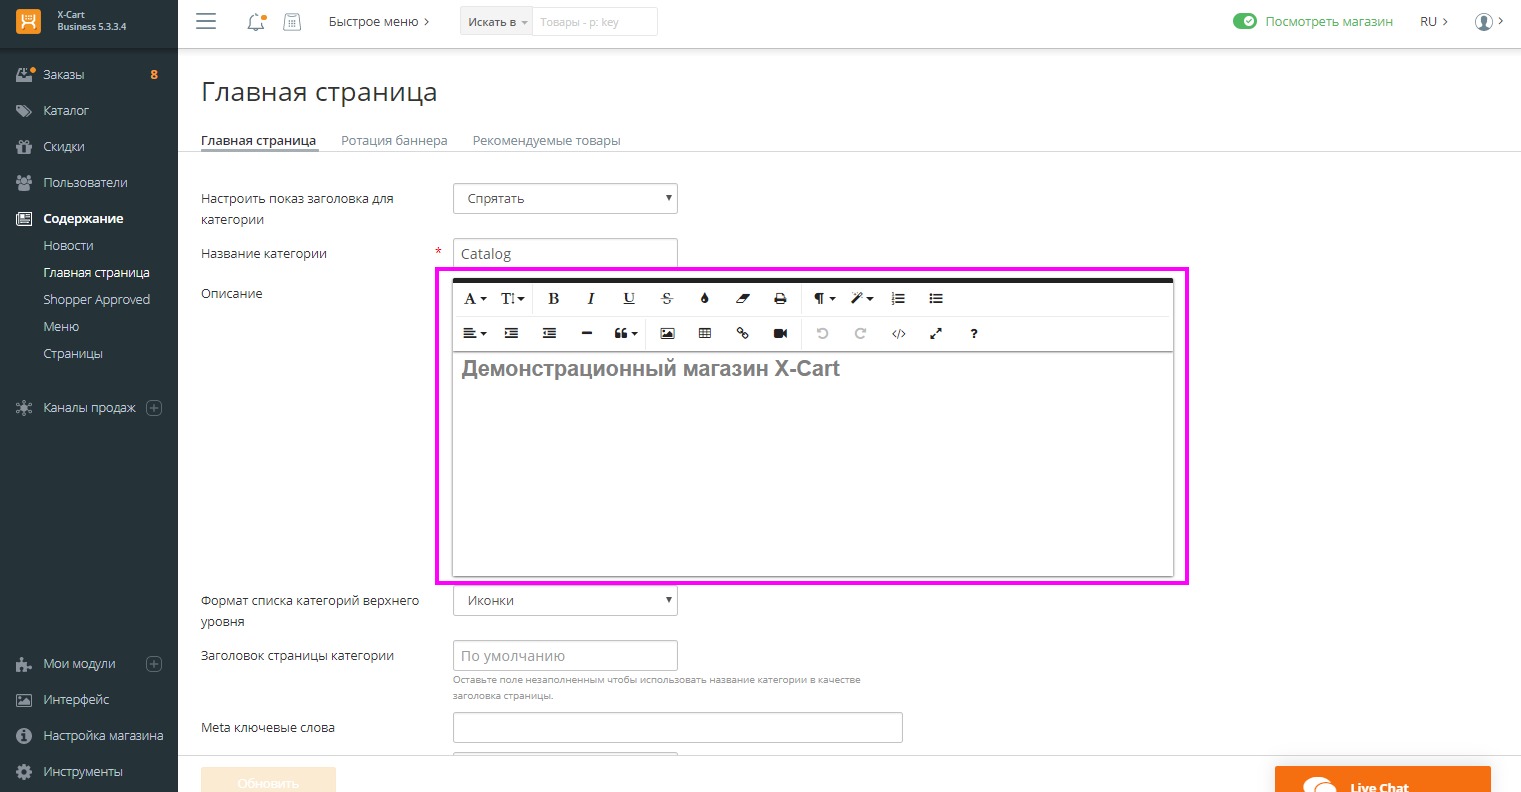 X-Cart
Business 5.3.3.4
Быстрое меню
Искать в
Товары - р: key
Посмотреть магазин
RU
Заказы
8
Каталог
Скидки
Пользователи
Содержание
Новости
Главная страница
Shopper Approved
Меню
Страницы
Каналы продаж
Мои модули
Интерфейс
Настройка магазина
Инструменты
Главная страница
Главная страница
Ротация баннера
Рекомендуемые товары
Настроить показ заголовка для
категории
Спрятать
Название категории
*
Catalog
Описание
Демонстрационный магазин X-Cart
Формат списка категорий верхнего
уровня
Иконки
Заголовок страницы категории
По умолчанию
Оставьте поле незаполненным чтобы использовать название категории в качестве
заголовка страницы.
Meta ключевые слова
Обновить
Live Chat